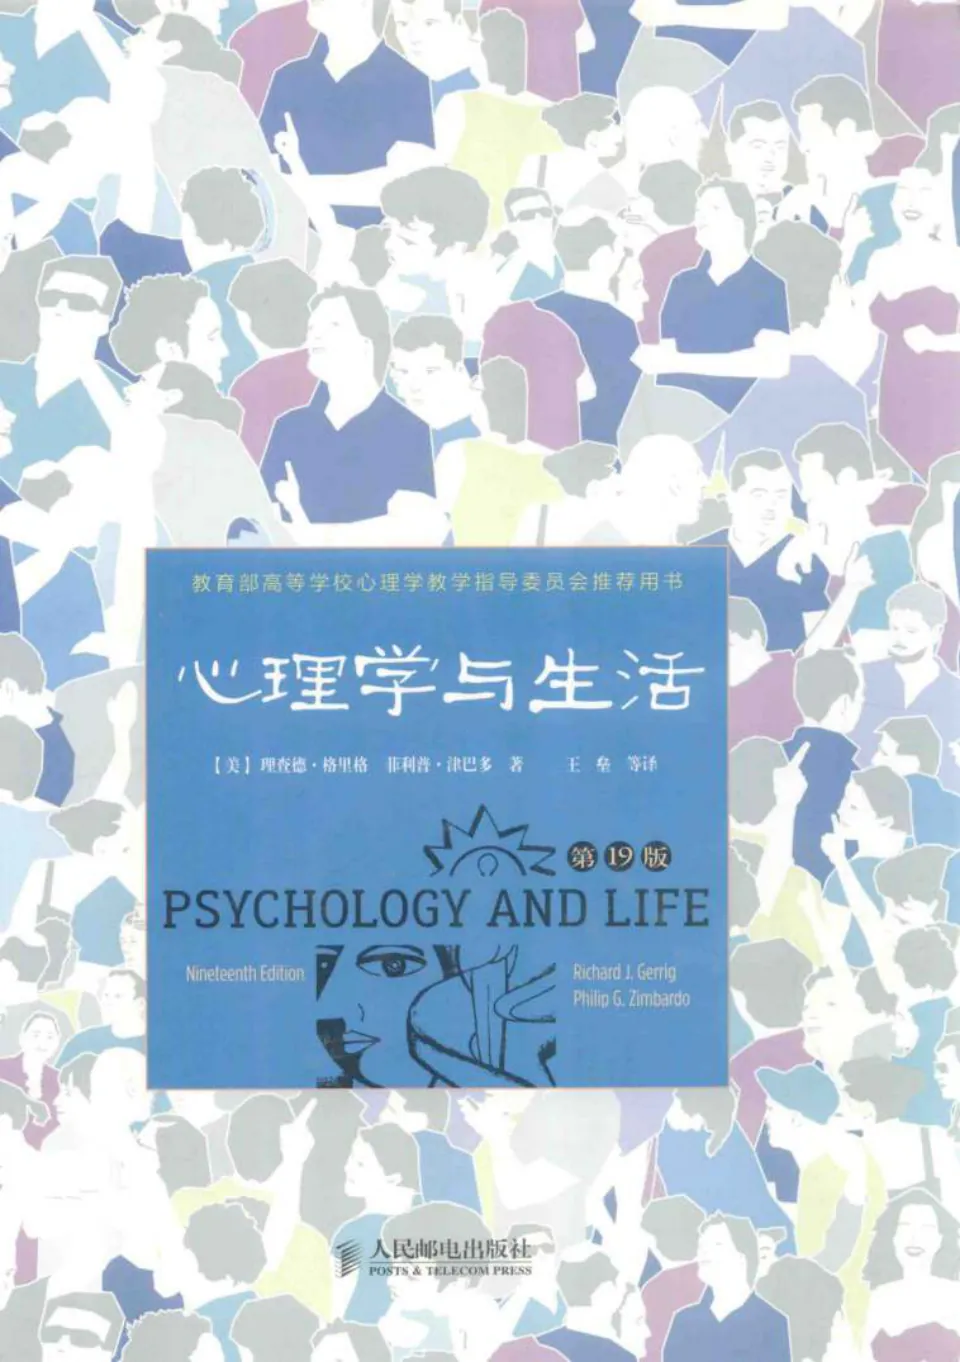 教育部高等学校心理学教学指导委员会推荐用书
心理学与生活
【美】理查德·格里格 菲利普·津巴多 著 王 垒 等译
第19版
PSYCHOLOGY AND LIFE
Nineteenth Edition
Richard J. Gerrig
Philip G. Zimbardo
人民邮电出版社
POSTS & TELECOM PRESS